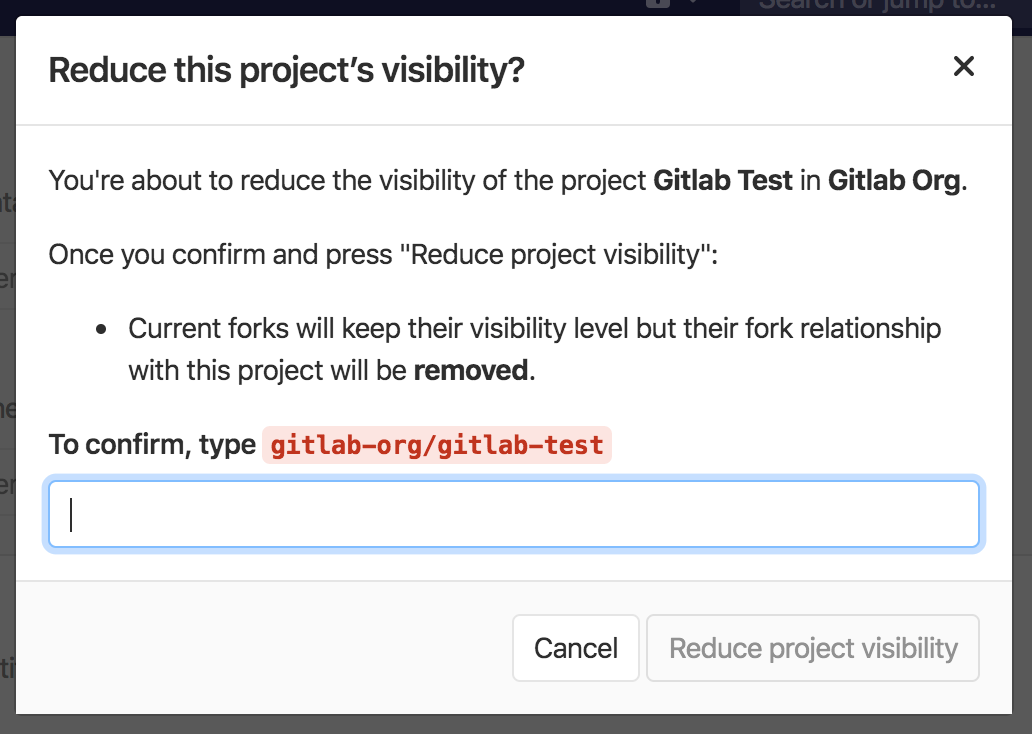 Search or jump to...
Reduce this project’s visibility?
You're about to reduce the visibility of the project Gitlab Test in Gitlab Org.
Once you confirm and press "Reduce project visibility":
Current forks will keep their visibility level but their fork relationship
with this project will be removed.
To confirm, type gitlab-org/gitlab-test
Cancel
Reduce project visibility